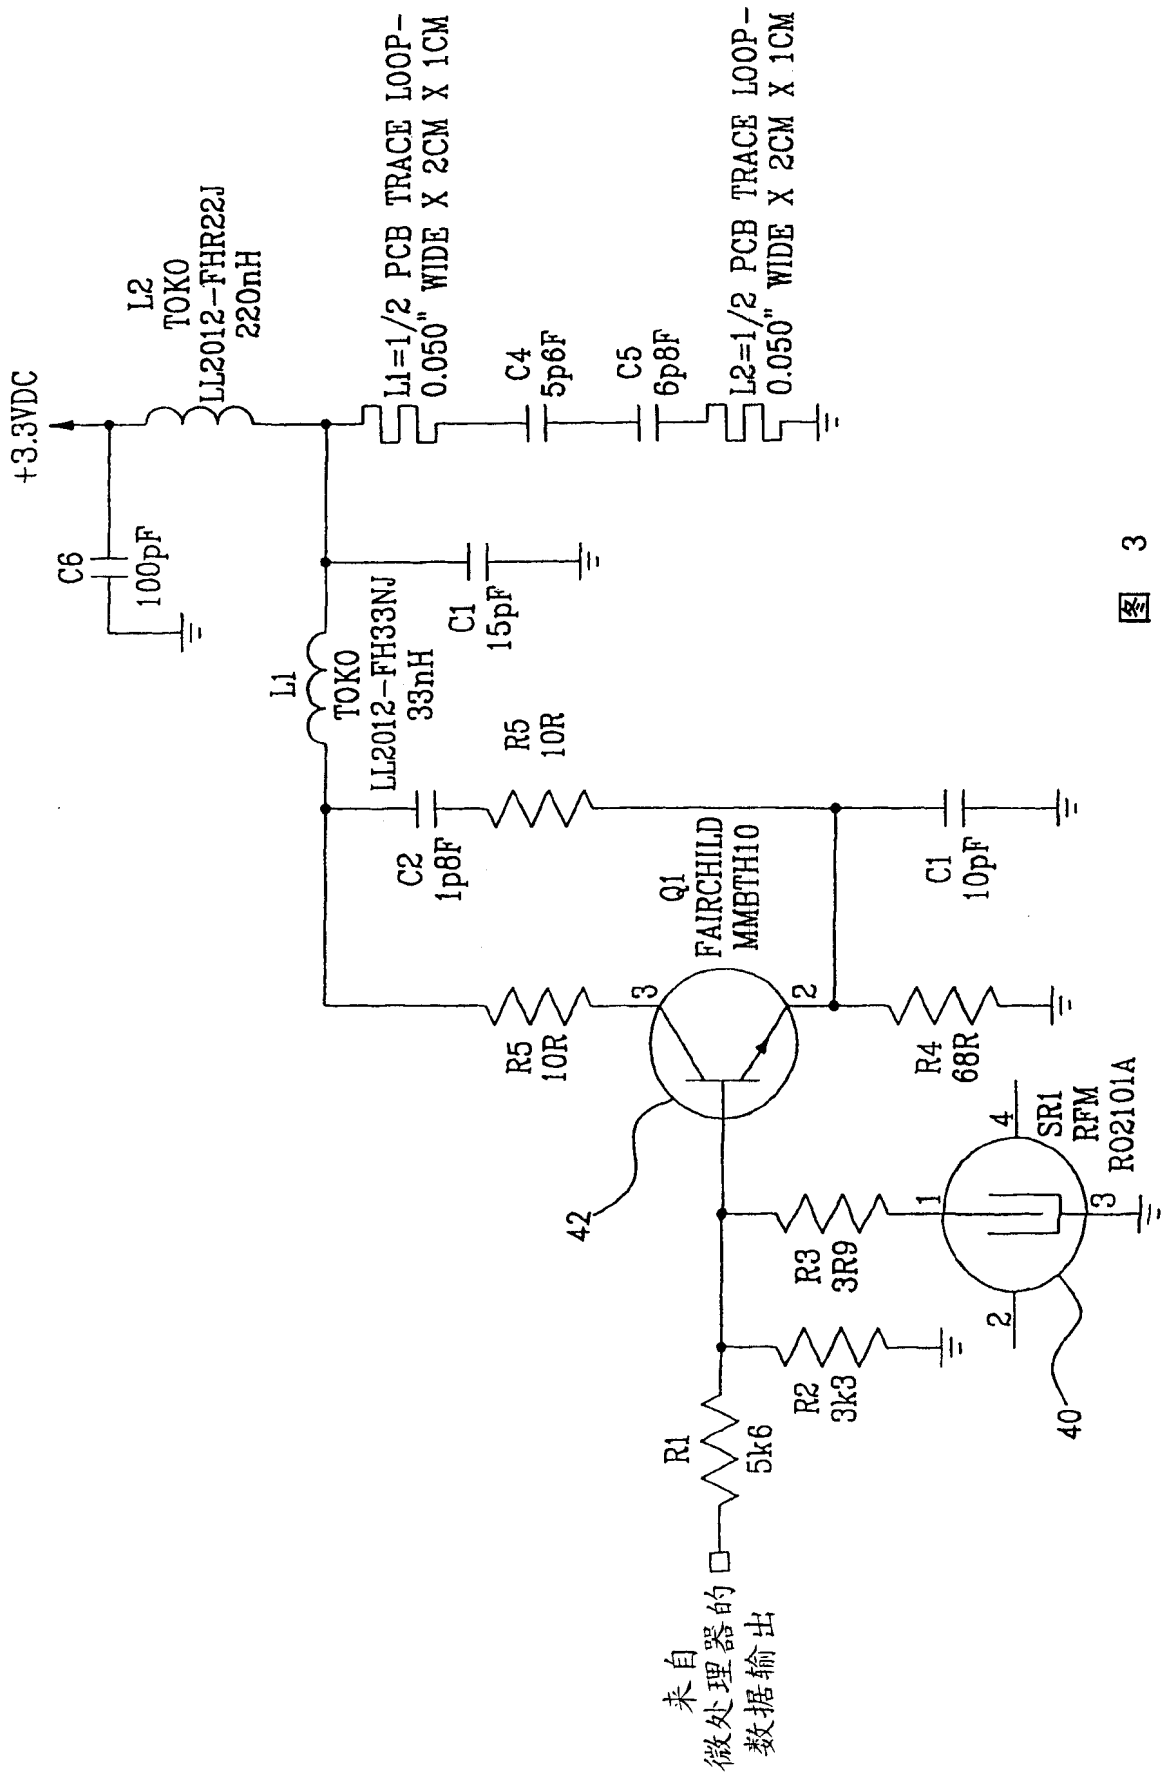 +3.3VDC
C6
100pF
L2
TOKO
LL2012-FHR22J
220nH
L1
TOKO
LL2012-FH33NJ
33nH
C1
15pF
L1=1/2 PCB TRACE LOOP-
0.050" WIDE X 2CM X 1CM
C4
5p6F
C5
6p8F
L2=1/2 PCB TRACE LOOP-
0.050" WIDE X 2CM X 1CM
C2
1p8F
R5
10R
R5
10R
3
Q1
FAIRCHILD
MMBTH10
2
42
C1
10pF
R4
68R
来自
微处理器的
数据输出
R1
5k6
R2
3k3
R3
3R9
1
2
4
3
SR1
RFM
RO2101A
40
图 3